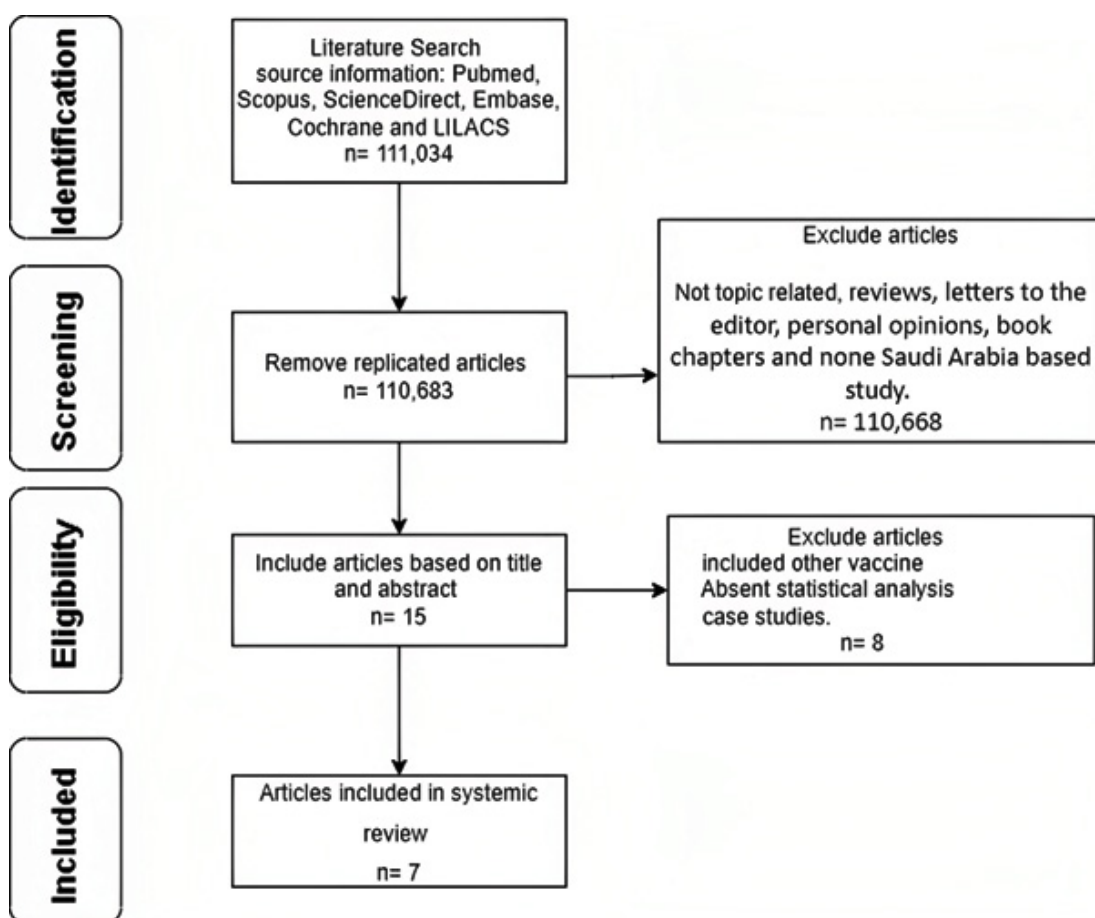 Identification
Literature Search
source information: Pubmed,
Scopus, ScienceDirect, Embase,
Cochrane and LILACS
n= 111,034
Screening
Remove replicated articles
n= 110,683
Exclude articles
Not topic related, reviews, letters to the
editor, personal opinions, book
chapters and none Saudi Arabia based
study.
n= 110,668
Eligibility
Include articles based on title
and abstract
n= 15
Exclude articles
included other vaccine
Absent statistical analysis
case studies.
n= 8
Included
Articles included in systemic
review
n= 7